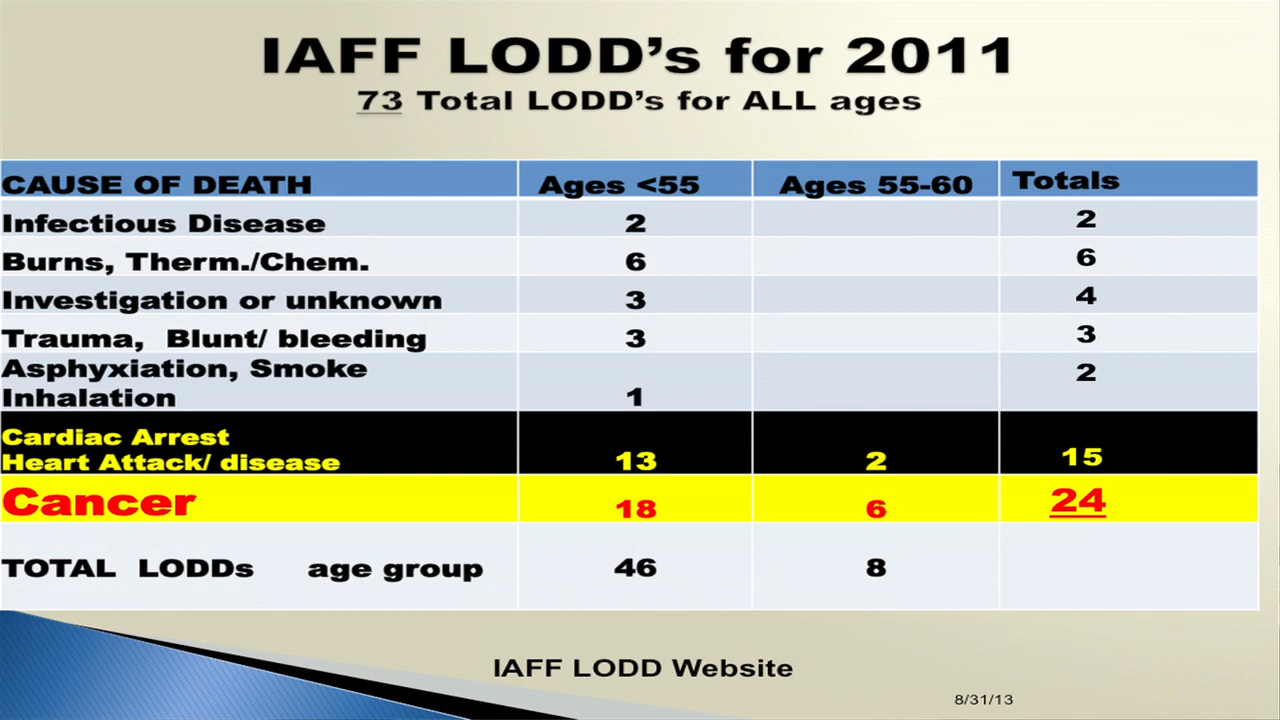 IAFF LODD’s for 2011
73 Total LODD’s for ALL ages
CAUSE OF DEATH Ages <55 Ages 55-60 Totals
Infectious Disease 2 2
Burns, Therm./Chem. 6 6
Investigation or unknown 3 4
Trauma, Blunt/ bleeding 3 3
Asphyxiation, Smoke
Inhalation 1 2
Cardiac Arrest
Heart Attack/ disease 13 2 15
Cancer 18 6 24
TOTAL LODDs age group 46 8
IAFF LODD Website
8/31/13